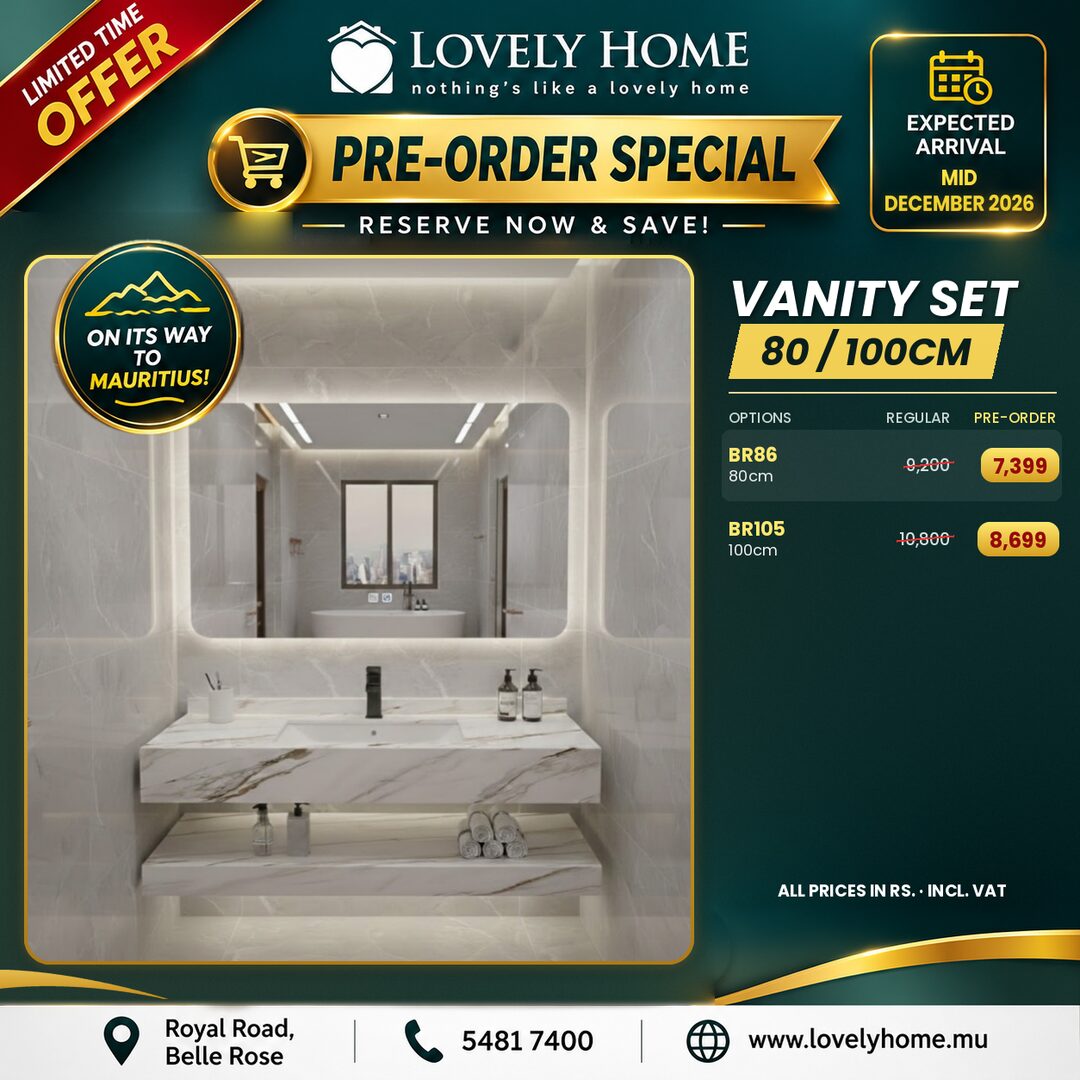 LIMITED TIME
OFFER
LOVELY HOME
nothing's like a lovely home
PRE-ORDER SPECIAL
RESERVE NOW & SAVE!
EXPECTED
ARRIVAL
MID
DECEMBER 2026
ON ITS WAY
TO
MAURITIUS!
VANITY SET
80 / 100CM
OPTIONS REGULAR PRE-ORDER
BR86 9,200 7,399
80cm
BR105 10,800 8,699
100cm
ALL PRICES IN RS. · INCL. VAT
Royal Road,
Belle Rose
5481 7400
www.lovelyhome.mu